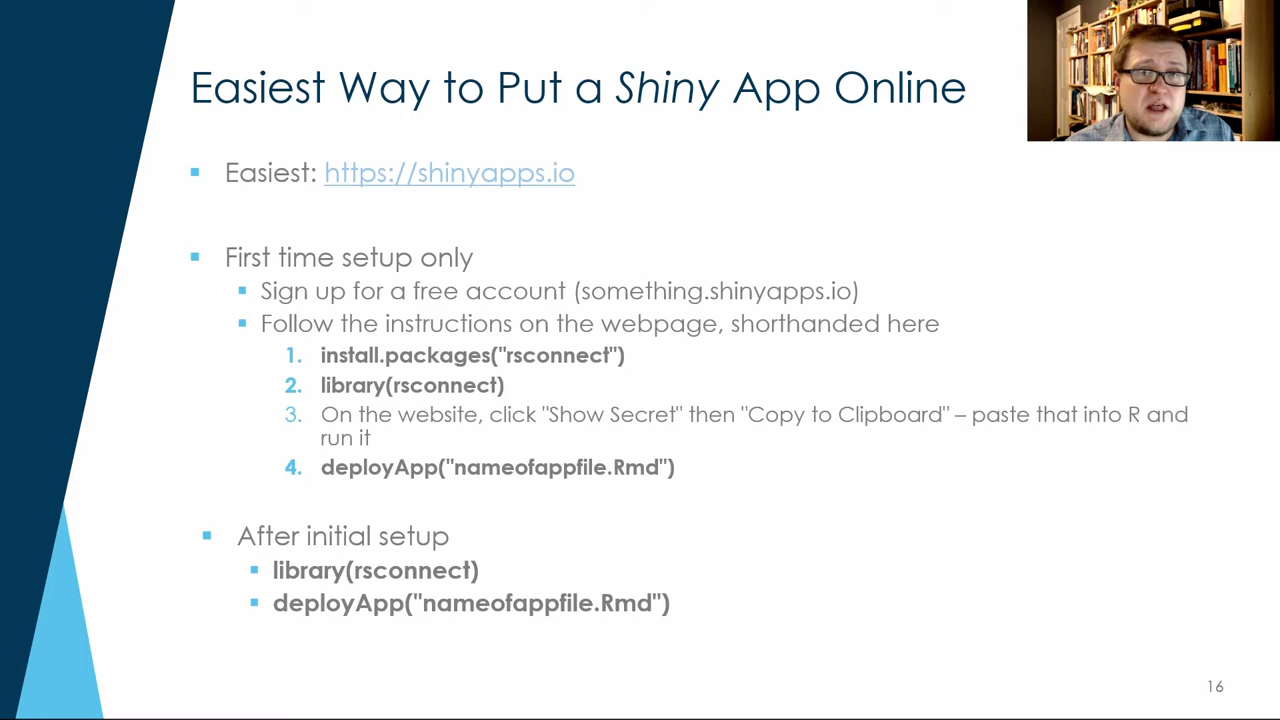 Easiest Way to Put a Shiny App Online
Easiest: https://shinyapps.io
First time setup only
Sign up for a free account (something.shinyapps.io)
Follow the instructions on the webpage, shorthanded here
1. install.packages("rsconnect")
2. library(rsconnect)
3. On the website, click "Show Secret" then "Copy to Clipboard" – paste that into R and
run it
4. deployApp("nameofappfile.Rmd")
After initial setup
library(rsconnect)
deployApp("nameofappfile.Rmd")
16